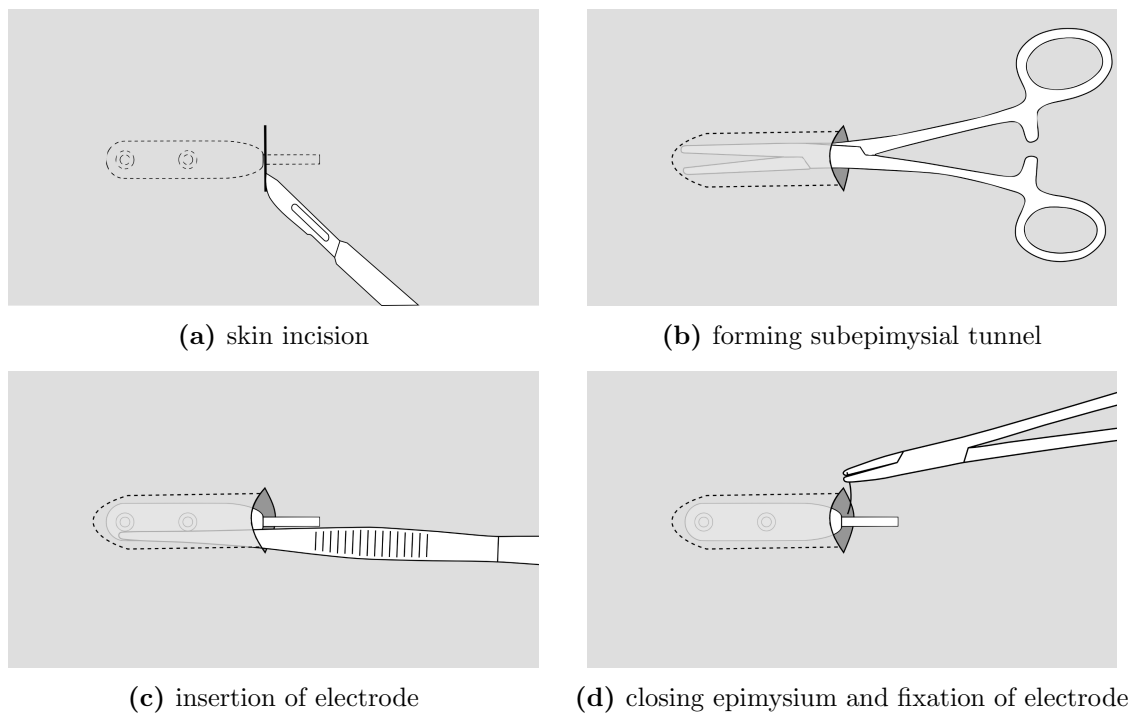 (a) skin incision
(b) forming subepimysial tunnel
(c) insertion of electrode
(d) closing epimysium and fixation of electrode